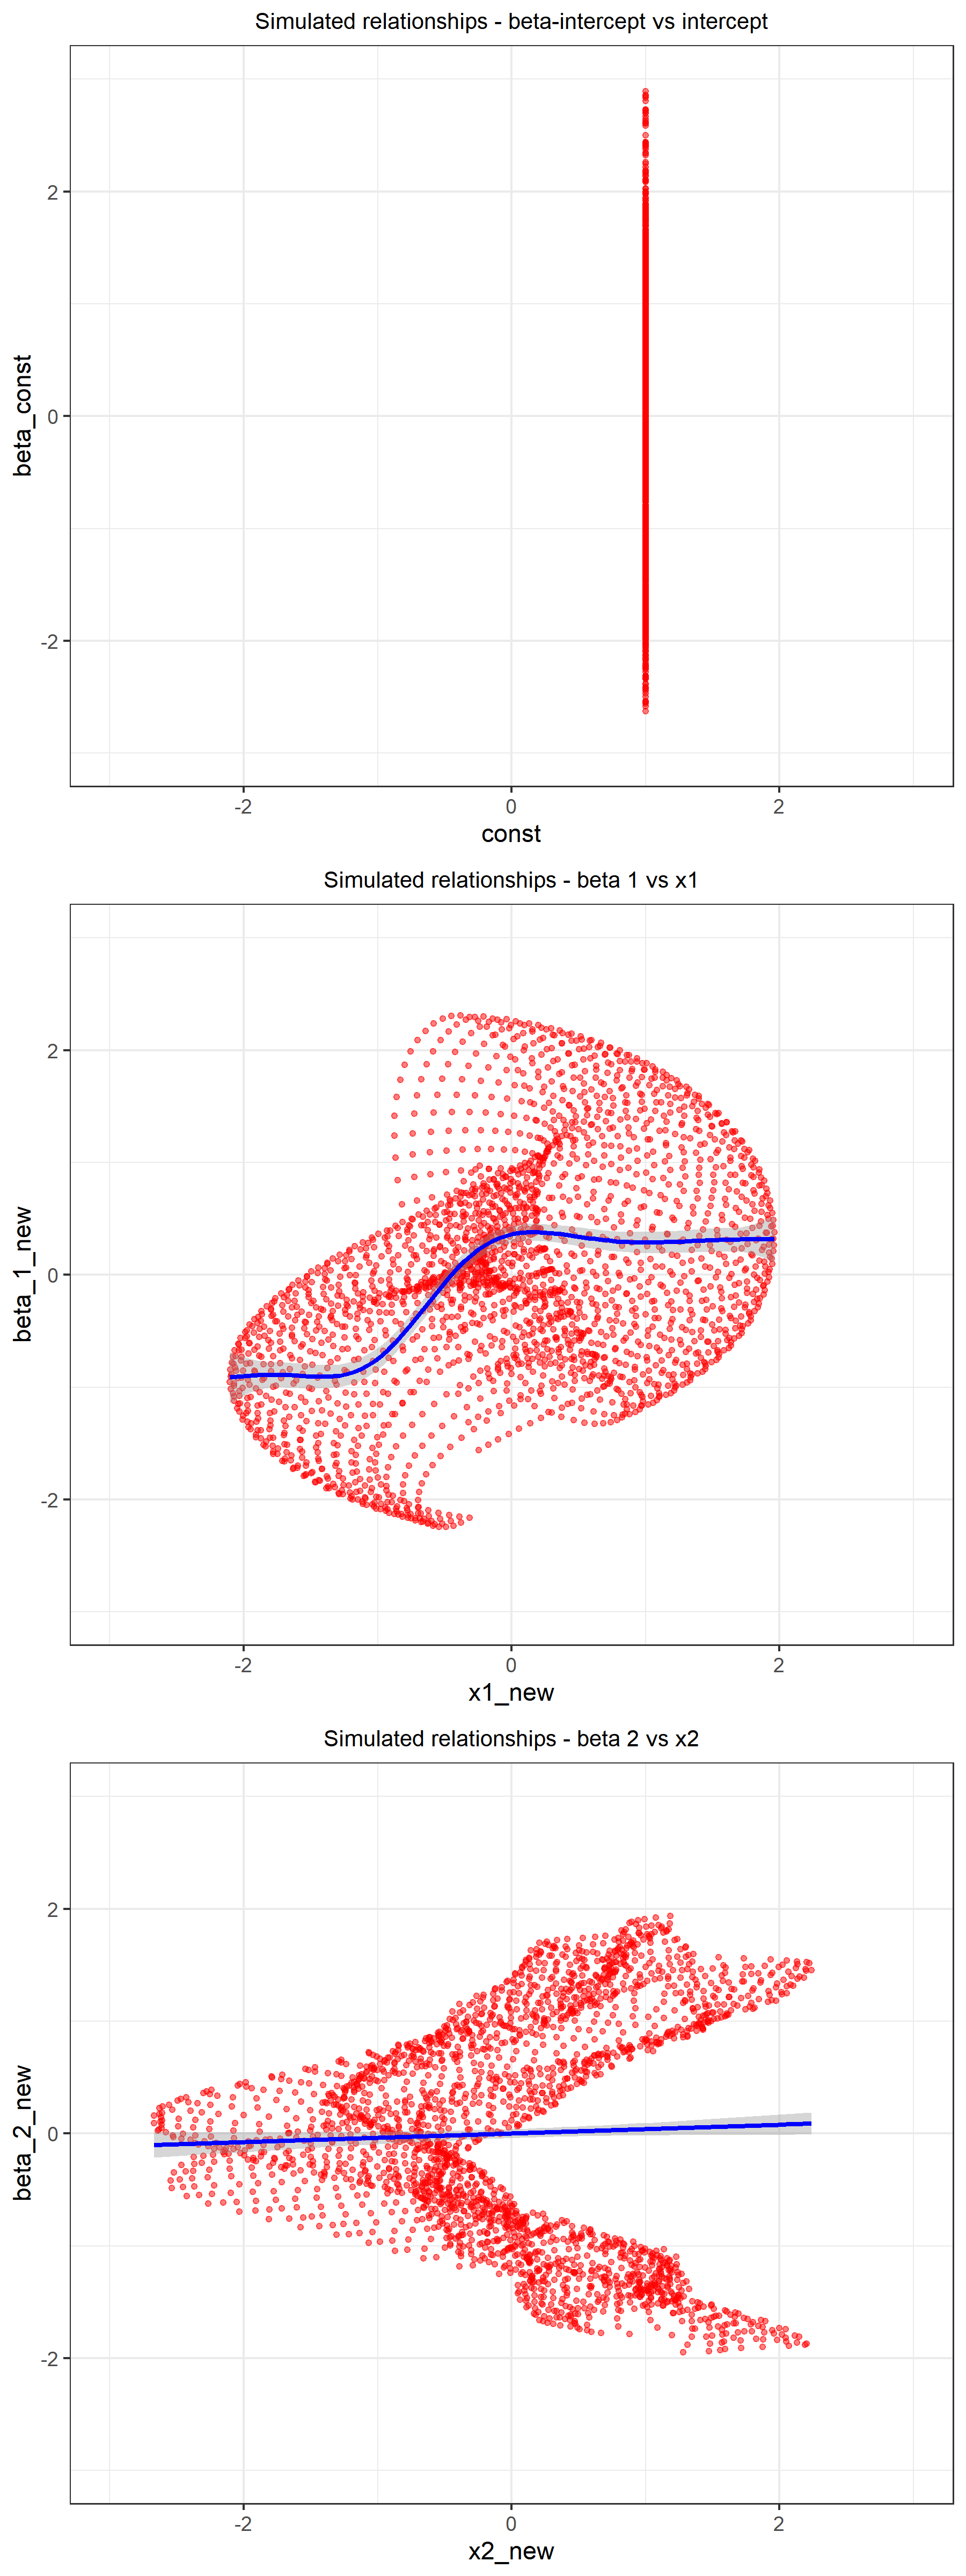 Simulated relationships - beta-intercept vs intercept
2
0
-2
beta_const
-2 0 2
const
Simulated relationships - beta 1 vs x1
2
0
-2
beta_1_new
-2 0 2
x1_new
Simulated relationships - beta 2 vs x2
2
0
-2
beta_2_new
-2 0 2
x2_new